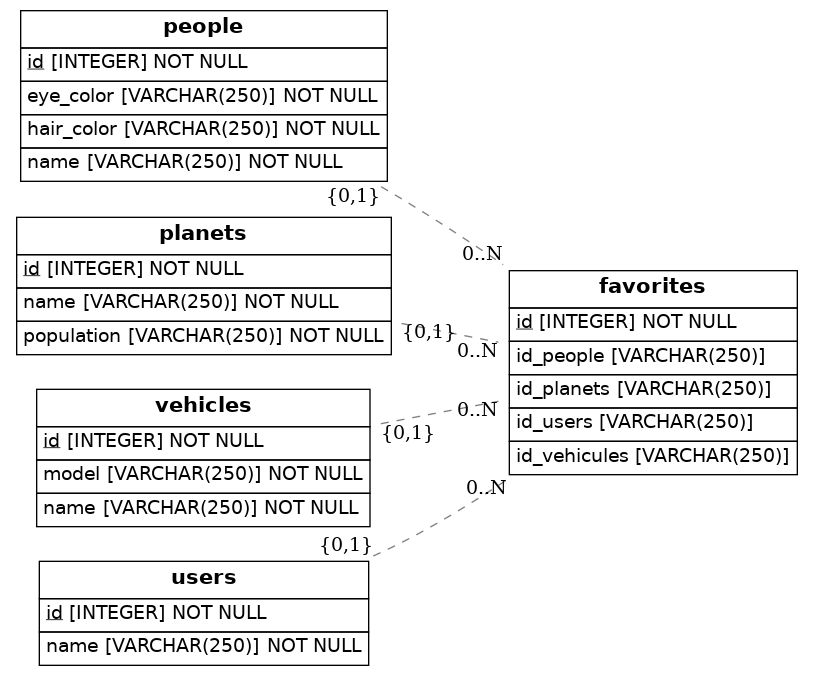 people
id [INTEGER] NOT NULL
eye_color [VARCHAR(250)] NOT NULL
hair_color [VARCHAR(250)] NOT NULL
name [VARCHAR(250)] NOT NULL
{0,1}
0..N
planets
id [INTEGER] NOT NULL
name [VARCHAR(250)] NOT NULL
population [VARCHAR(250)] NOT NULL
{0,1}
0..N
vehicles
id [INTEGER] NOT NULL
model [VARCHAR(250)] NOT NULL
name [VARCHAR(250)] NOT NULL
0..N
{0,1}
users
id [INTEGER] NOT NULL
name [VARCHAR(250)] NOT NULL
{0,1}
0..N
favorites
id [INTEGER] NOT NULL
id_people [VARCHAR(250)]
id_planets [VARCHAR(250)]
id_users [VARCHAR(250)]
id_vehicules [VARCHAR(250)]